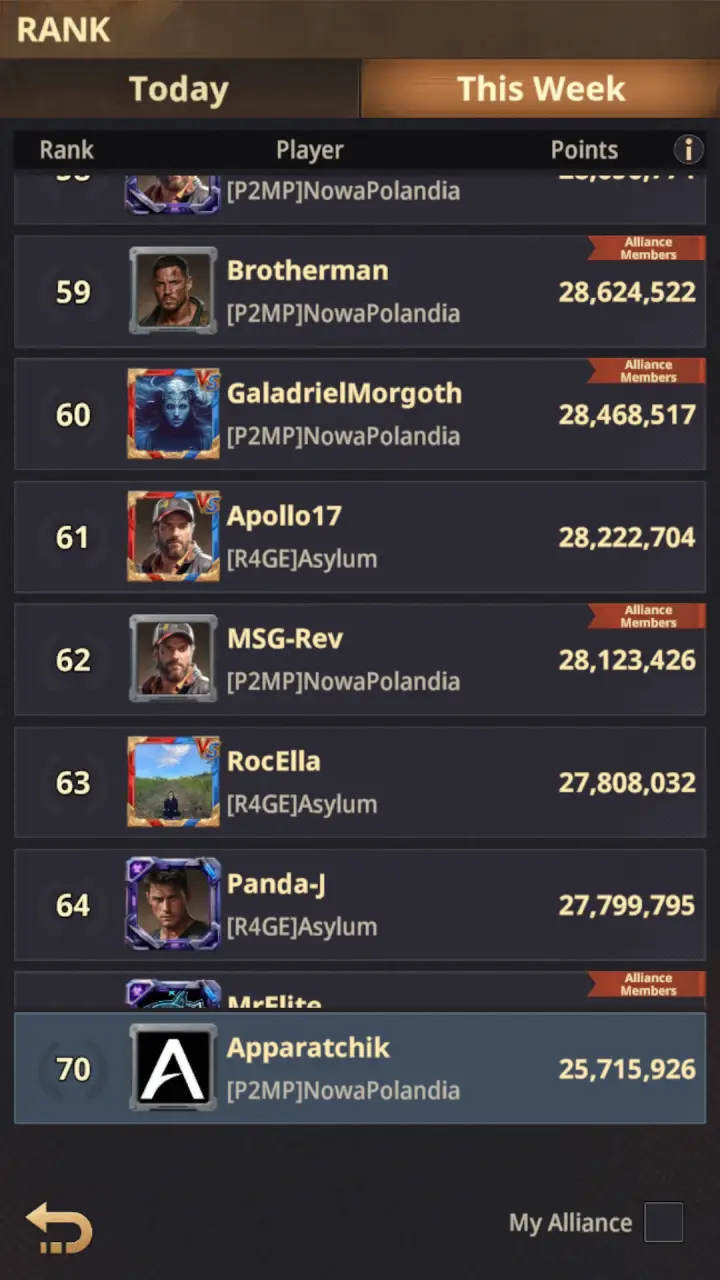 RANK
Today
This Week
Rank
Player
Points
[P2MP]NowaPolandia
59
Brotherman
[P2MP]NowaPolandia
Alliance
Members
28,624,522
60
GaladrielMorgoth
[P2MP]NowaPolandia
Alliance
Members
28,468,517
61
Apollo17
[R4GE]Asylum
28,222,704
62
MSG-Rev
[P2MP]NowaPolandia
Alliance
Members
28,123,426
63
RocElla
[R4GE]Asylum
27,808,032
64
Panda-J
[R4GE]Asylum
27,799,795
MrElite
Alliance
Members
70
Apparatchik
[P2MP]NowaPolandia
25,715,926
My Alliance